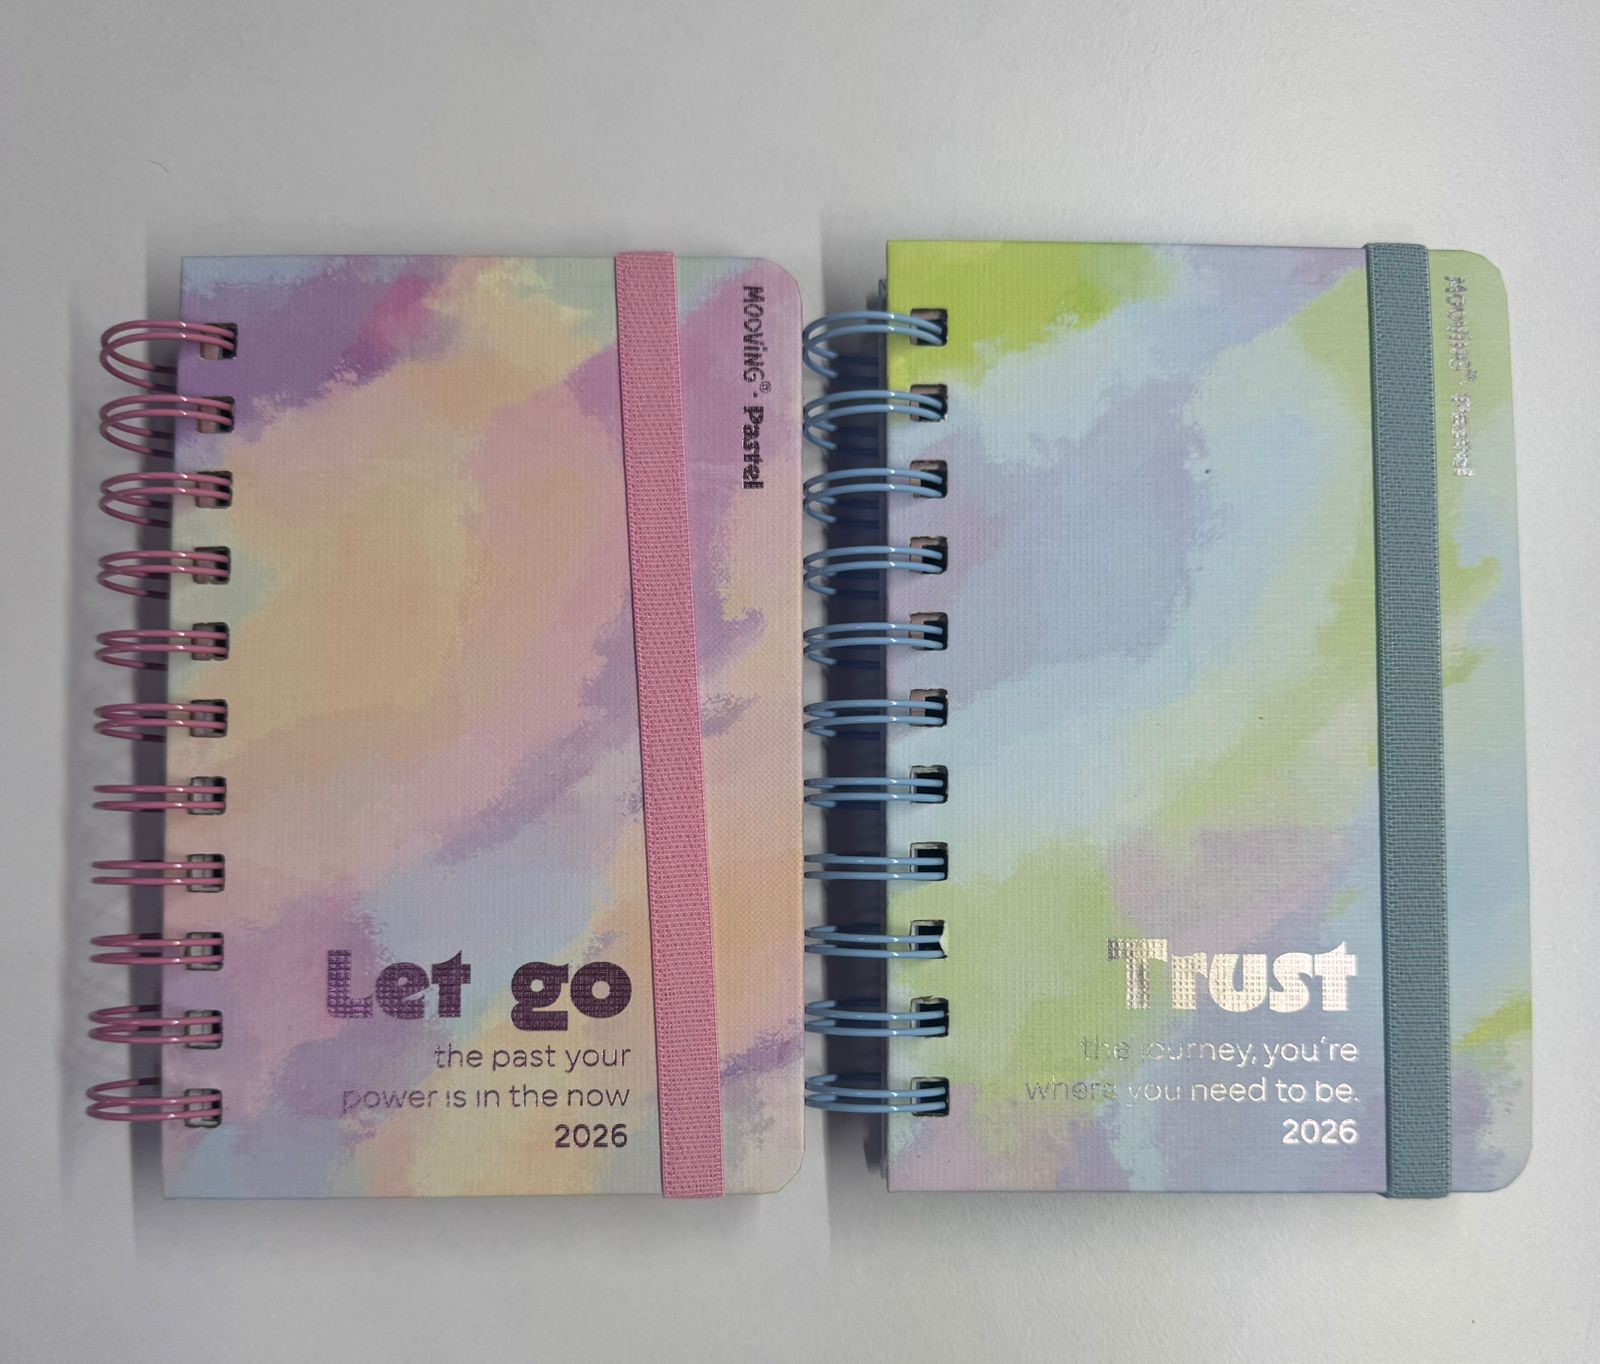 MOOVING® · Pastel
Let go
the past your
power is in the now
2026
MOOVING® · Pastel
Trust
the journey, you're
where you need to be.
2026